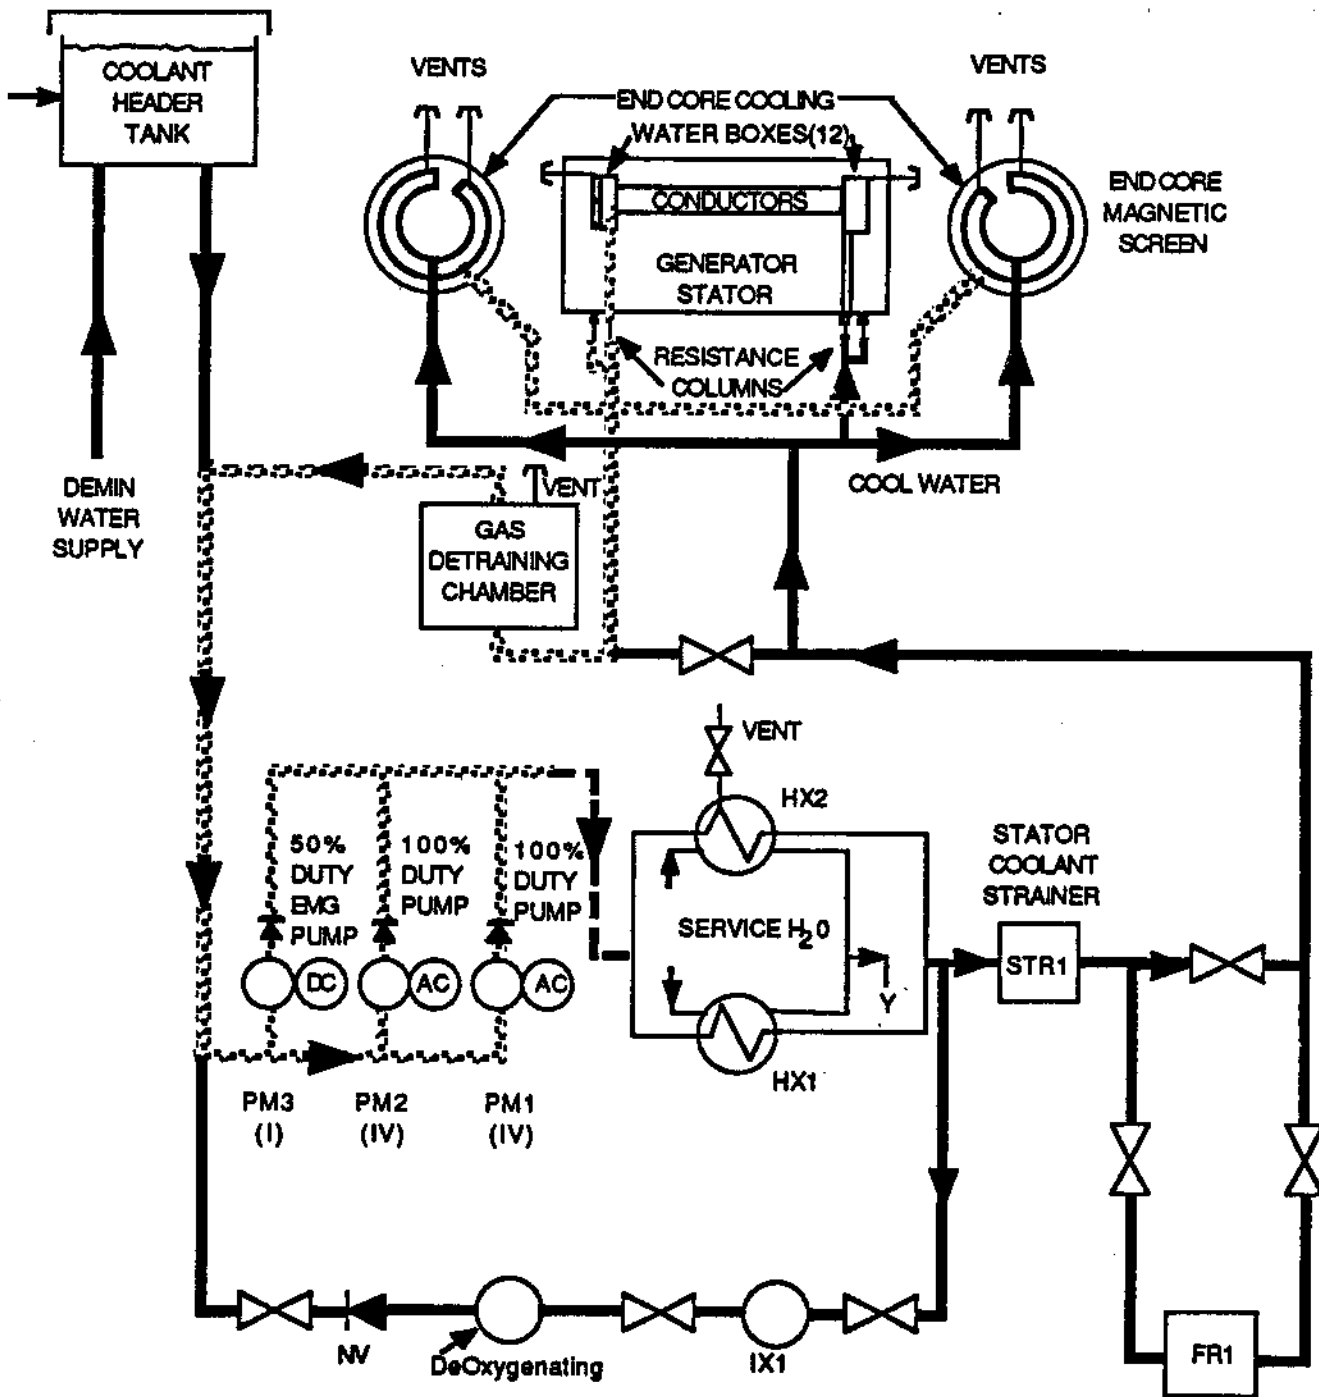 COOLANT
HEADER
TANK
VENTS
END CORE COOLING
WATER BOXES(12)
VENTS
CONDUCTORS
GENERATOR
STATOR
END CORE
MAGNETIC
SCREEN
RESISTANCE
COLUMNS
DEMIN
WATER
SUPPLY
VENT
GAS
DETRAINING
CHAMBER
COOL WATER
VENT
HX2
50%
DUTY
EMG
PUMP
100%
DUTY
PUMP
100%
DUTY
PUMP
SERVICE H2O
STATOR
COOLANT
STRAINER
DC
AC
AC
STR1
Y
HX1
PM3
(I)
PM2
(IV)
PM1
(IV)
NV
DeOxygenating
IX1
FR1